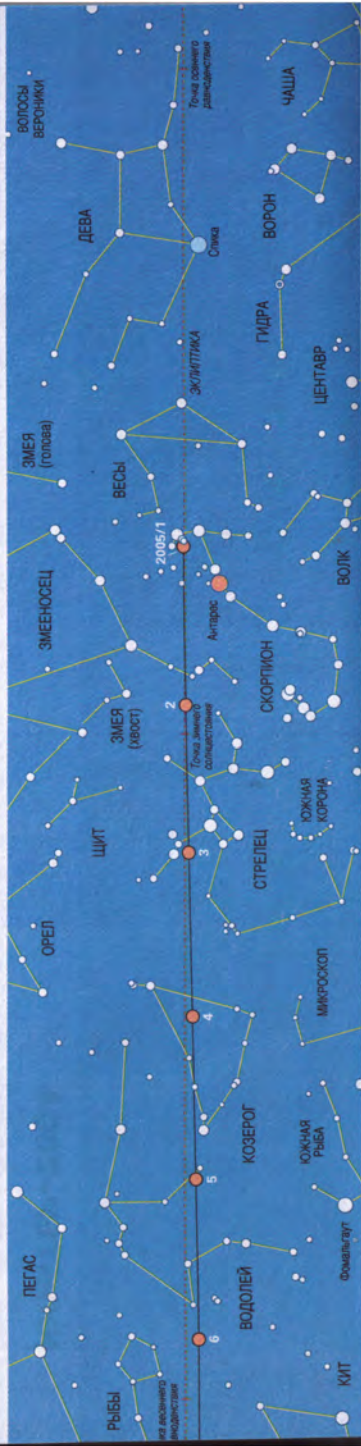 ПЕГАС
РЫБЫ
ка весеннего
внодействия
6
КИТ
ВОДОЛЕЙ
Фомальгаут
ЮЖНАЯ
РЫБА
5
КОЗЕРОГ
4
МИКРОСКОП
ОРЕЛ
ЩИТ
3
СТРЕЛЕЦ
ЮЖНАЯ
КОРОНА
Точка зимнего
солнцестояния
2
ЗМЕЯ
(хвост)
ЗМЕЕНОСЕЦ
СКОРПИОН
Антарес
2005/1
ВОЛК
ЗМЕЯ
(голова)
ВЕСЫ
ЭКЛИПТИКА
ЦЕНТАВР
ГИДРА
ДЕВА
Спика
ВОРОН
ВОЛОСЫ
ВЕРОНИКИ
Точка осеннего
равноденствия
ЧАША